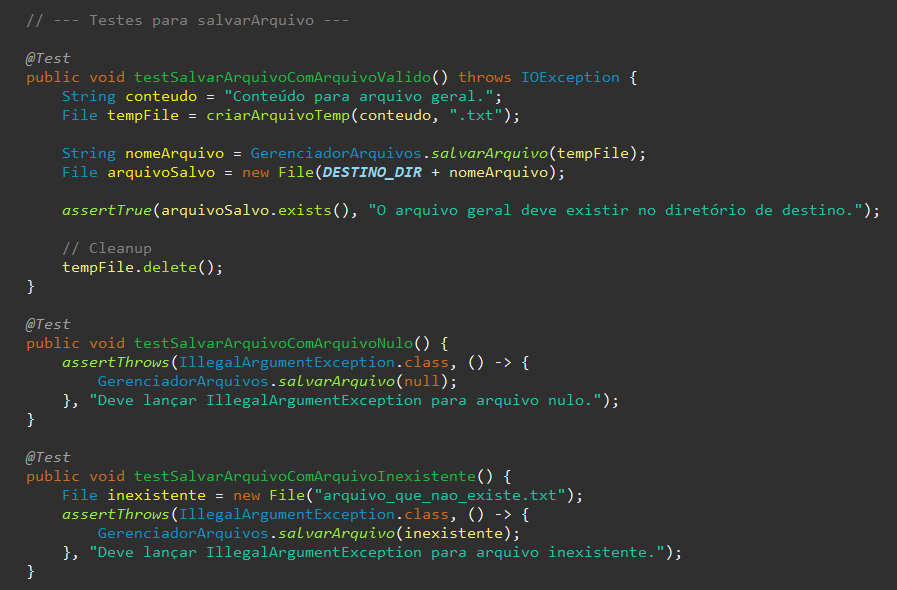 // --- Testes para salvarArquivo ---

@Test
public void testSalvarArquivoComArquivoValido() throws IOException {
    String conteudo = "Conteúdo para arquivo geral.";
    File tempFile = criarArquivoTemp(conteudo, ".txt");

    String nomeArquivo = GerenciadorArquivos.salvarArquivo(tempFile);
    File arquivoSalvo = new File(DESTINO_DIR + nomeArquivo);

    assertTrue(arquivoSalvo.exists(), "O arquivo geral deve existir no diretório de destino.");

    // Cleanup
    tempFile.delete();
}

@Test
public void testSalvarArquivoComArquivoNulo() {
    assertThrows(IllegalArgumentException.class, () -> {
        GerenciadorArquivos.salvarArquivo(null);
    }, "Deve lançar IllegalArgumentException para arquivo nulo.");
}

@Test
public void testSalvarArquivoComArquivoInexistente() {
    File inexistente = new File("arquivo_que_nao_existe.txt");
    assertThrows(IllegalArgumentException.class, () -> {
        GerenciadorArquivos.salvarArquivo(inexistente);
    }, "Deve lançar IllegalArgumentException para arquivo inexistente.");
}